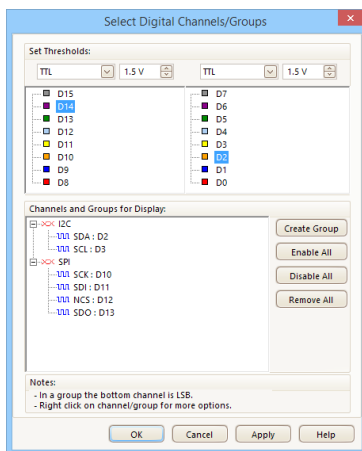 Select Digital Channels/Groups
Set Thresholds:
TTL 1.5 V TTL 1.5 V
D15 D7
D14 D6
D13 D5
D12 D4
D11 D3
D10 D2
D9 D1
D8 D0
Channels and Groups for Display:
I2C
SDA : D2
SCL : D3
SPI
SCK : D10
SDI : D11
NCS : D12
SDO : D13
Create Group
Enable All
Disable All
Remove All
Notes:
- In a group the bottom channel is LSB.
- Right click on channel/group for more options.
OK Cancel Apply Help